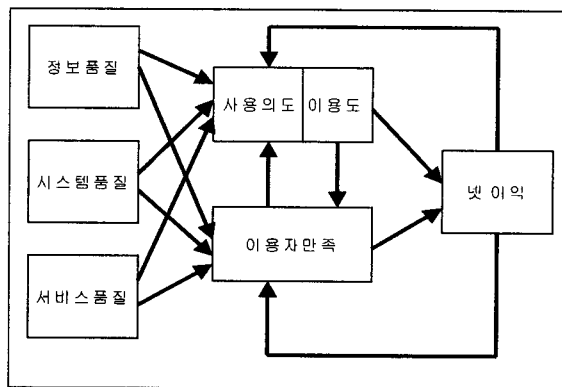 정보품질
사용의도
이용도
시스템품질
넷 이익
이용자만족
서비스품질